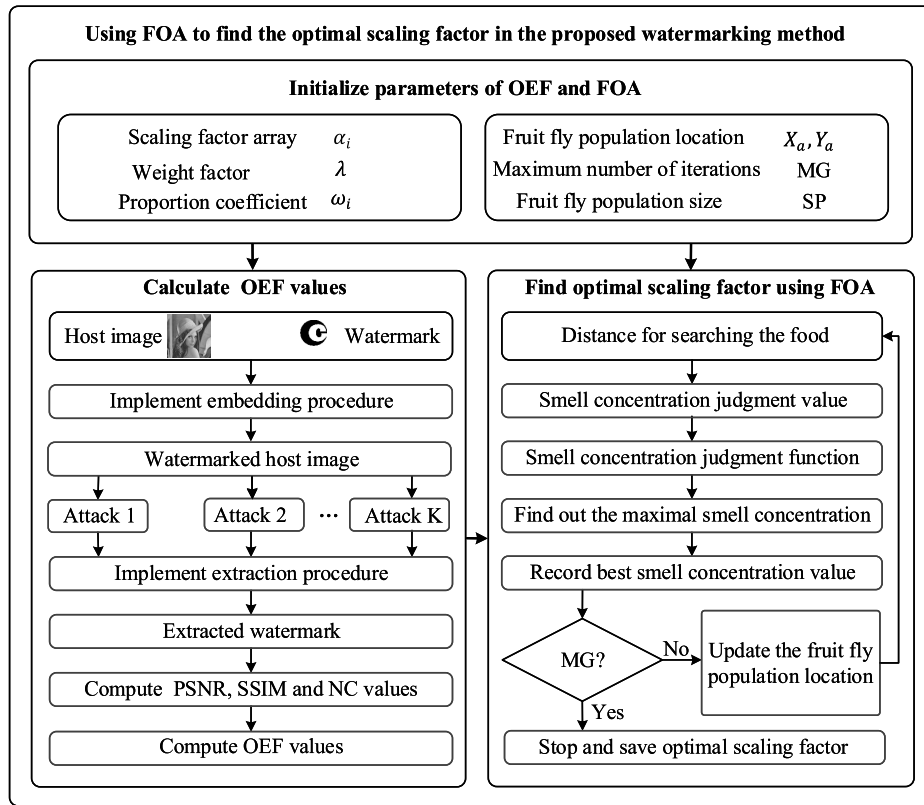 Using FOA to find the optimal scaling factor in the proposed watermarking method
Initialize parameters of OEF and FOA
Scaling factor array α_i
Weight factor λ
Proportion coefficient ω_i
Fruit fly population location X_a, Y_a
Maximum number of iterations MG
Fruit fly population size SP
Calculate OEF values
Host image
Watermark
Implement embedding procedure
Watermarked host image
Attack 1
Attack 2
...
Attack K
Implement extraction procedure
Extracted watermark
Compute PSNR, SSIM and NC values
Compute OEF values
Find optimal scaling factor using FOA
Distance for searching the food
Smell concentration judgment value
Smell concentration judgment function
Find out the maximal smell concentration
Record best smell concentration value
MG?
No
Update the fruit fly
population location
Yes
Stop and save optimal scaling factor